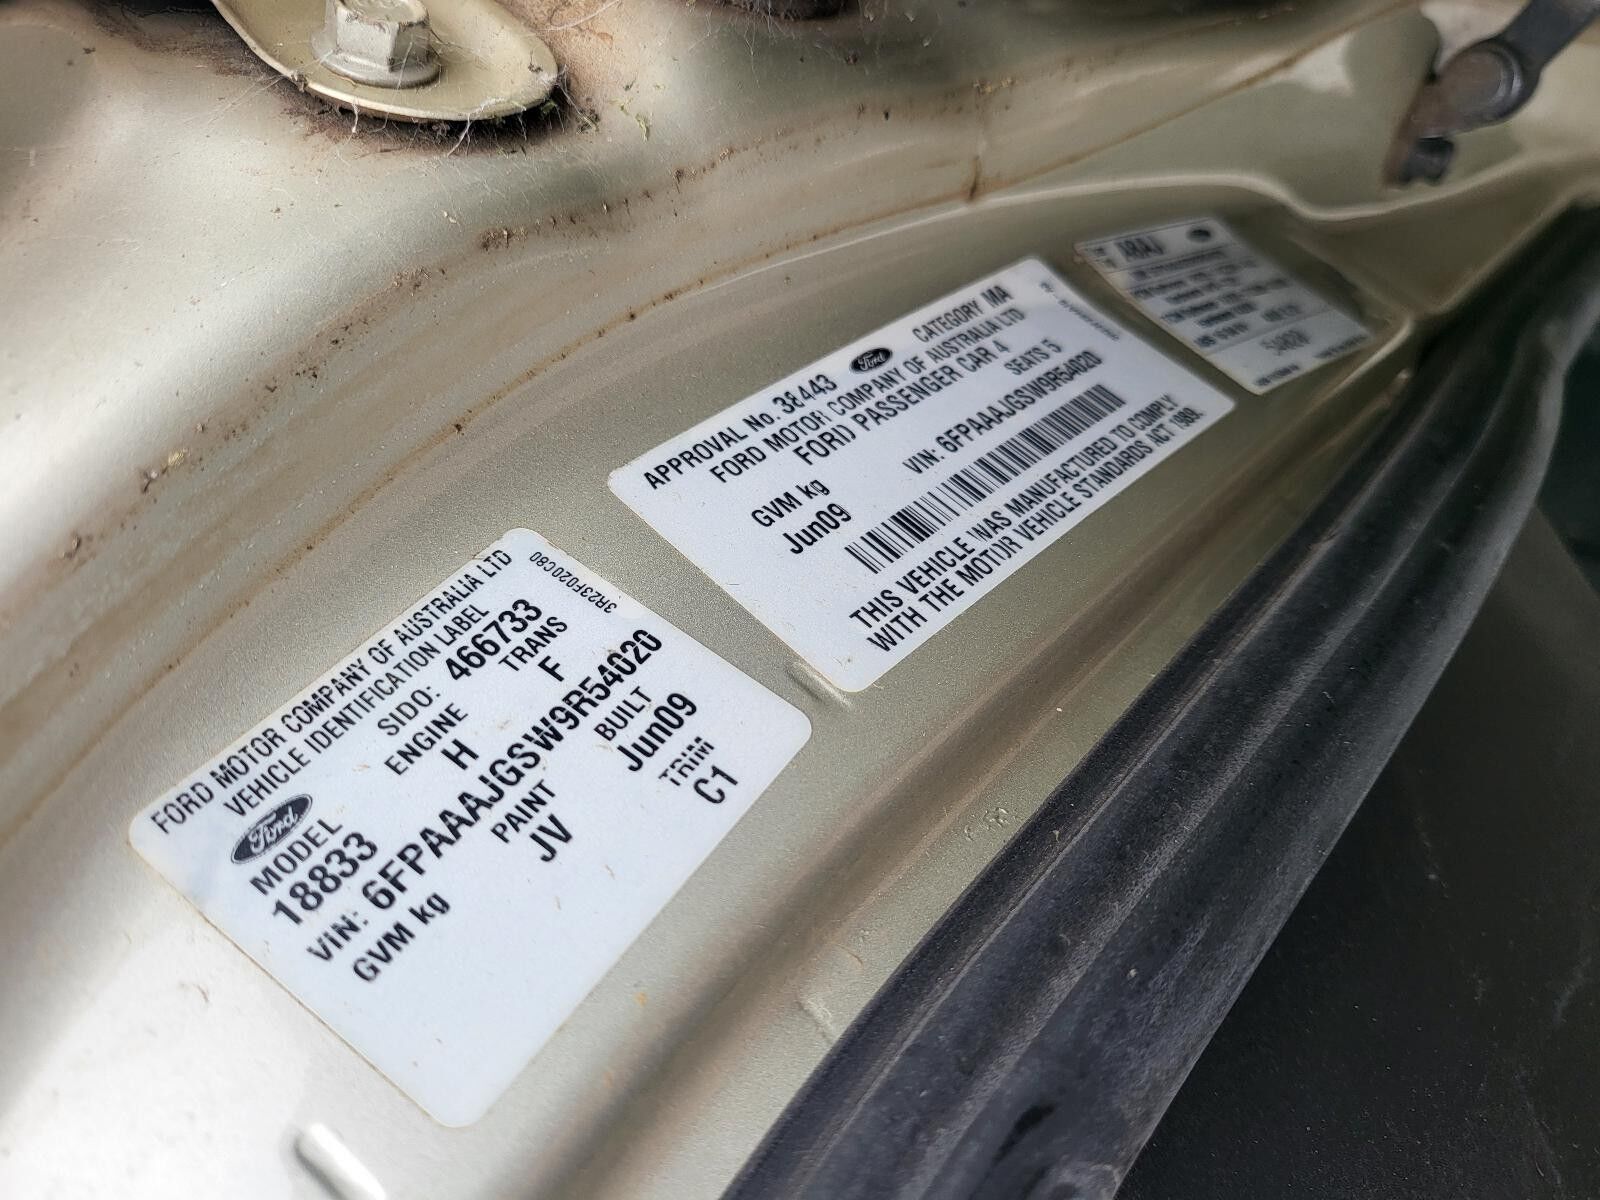 FORD MOTOR COMPANY OF AUSTRALIA LTD
VEHICLE IDENTIFICATION LABEL
Ford
SIDO: 466733
MODEL ENGINE TRANS
18833 H F
VIN: 6FPAAAJGSW9R54020
GVM kg PAINT BUILT
JV Jun09
TRIM
C1
3R23F020C80
APPROVAL No. 38443 Ford CATEGORY MA
FORD MOTOR COMPANY OF AUSTRALIA LTD
FORD PASSENGER CAR 4
GVM kg SEATS 5
Jun09 VIN: 6FPAAAJGSW9R54020
THIS VEHICLE WAS MANUFACTURED TO COMPLY
WITH THE MOTOR VEHICLE STANDARDS ACT 1989.